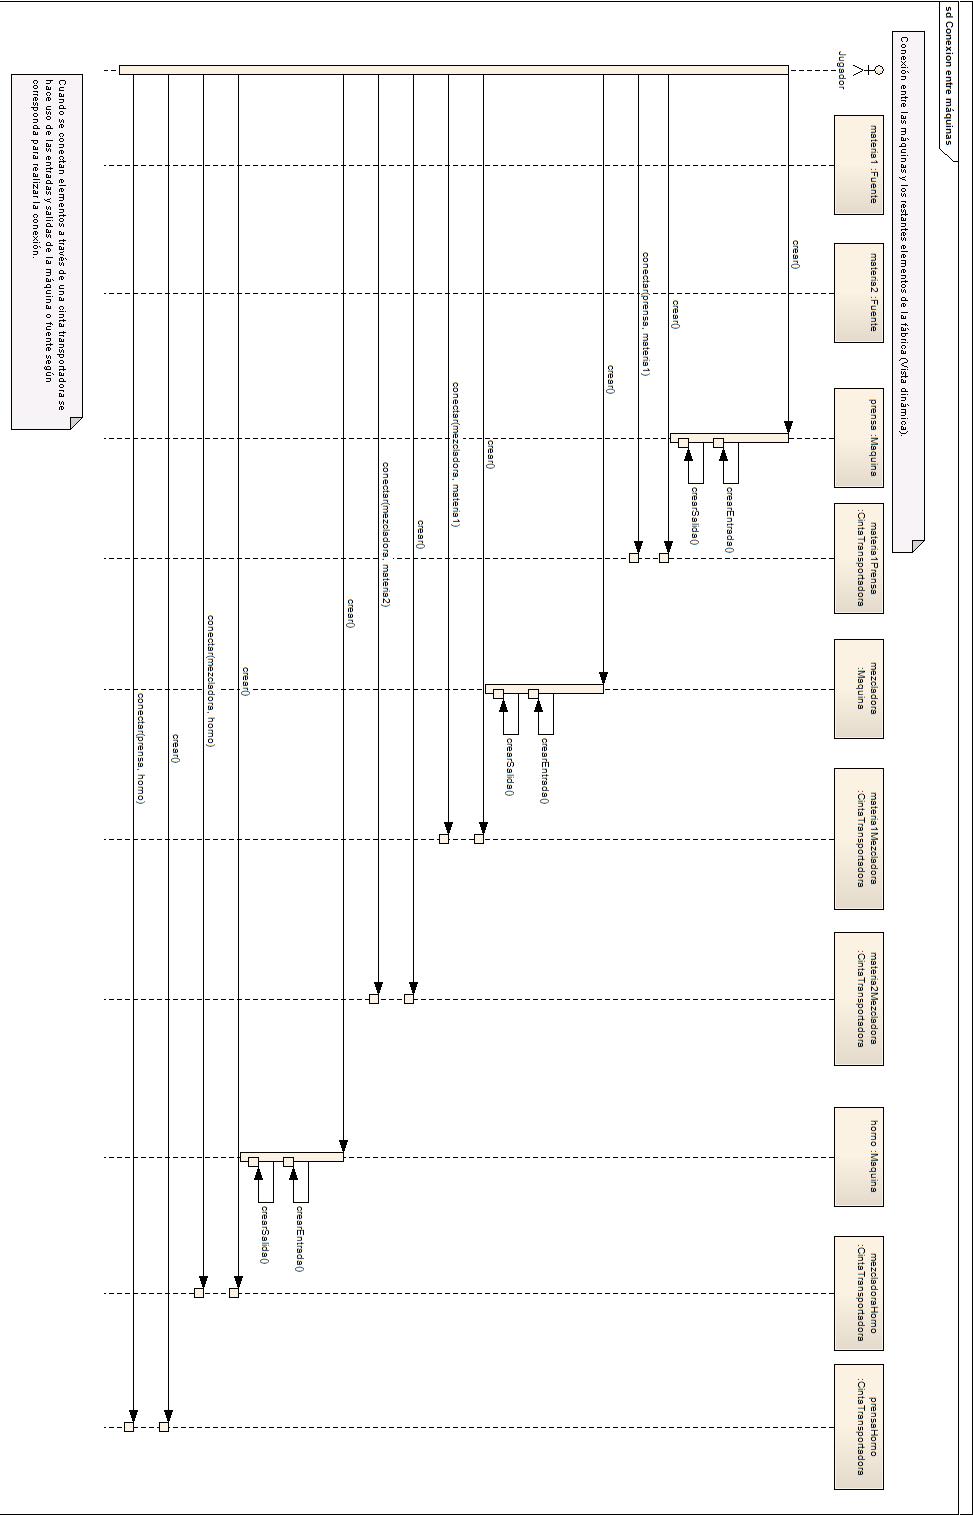 sd Conexion entre máquinas
Conexión entre las máquinas y los restantes elementos de la fábrica (Vista dinámica).
Jugador
materia1 :Fuente
materia2 :Fuente
prensa :Maquina
materia1Prensa
:CintaTransportadora
mezcladora
:Maquina
materia1Mezcladora
:CintaTransportadora
materia2Mezcladora
:CintaTransportadora
horno :Maquina
mezcladoraHorno
:CintaTransportadora
prensaHorno
:CintaTransportadora
crear()
crearEntrada()
crearSalida()
crear()
conectar(prensa, materia1)
crear()
crearEntrada()
crearSalida()
crear()
conectar(mezcladora, materia1)
crear()
conectar(mezcladora, materia2)
crear()
crearEntrada()
crearSalida()
crear()
conectar(mezcladora, horno)
crear()
conectar(prensa, horno)
Cuando se conectan elementos a través de una cinta transportadora se
hace uso de las entradas y salidas de la máquina o fuente según
corresponda para realizar la conexión.